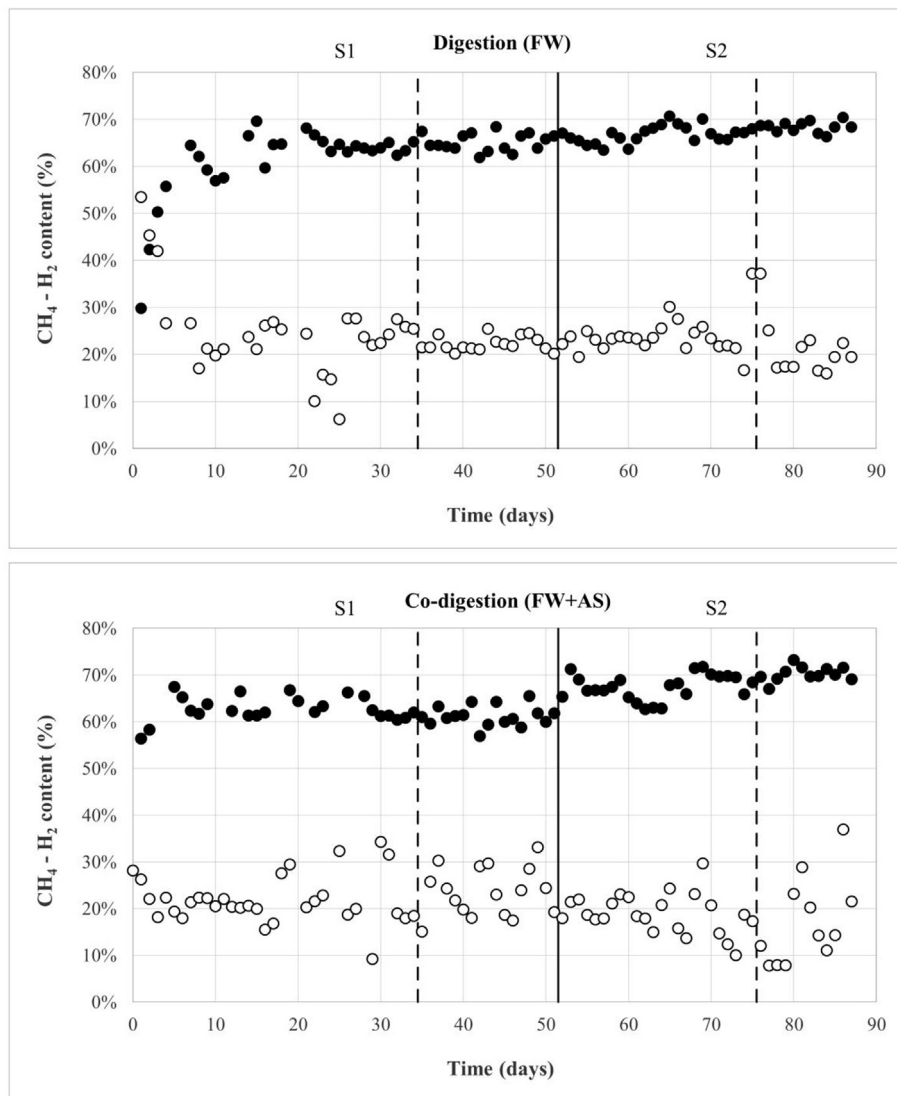 Digestion (FW)
S1
S2
80%
70%
60%
50%
40%
30%
20%
10%
0%
CH₄ - H₂ content (%)
0 10 20 30 40 50 60 70 80 90
Time (days)
Co-digestion (FW+AS)
S1
S2
80%
70%
60%
50%
40%
30%
20%
10%
0%
CH₄ - H₂ content (%)
0 10 20 30 40 50 60 70 80 90
Time (days)